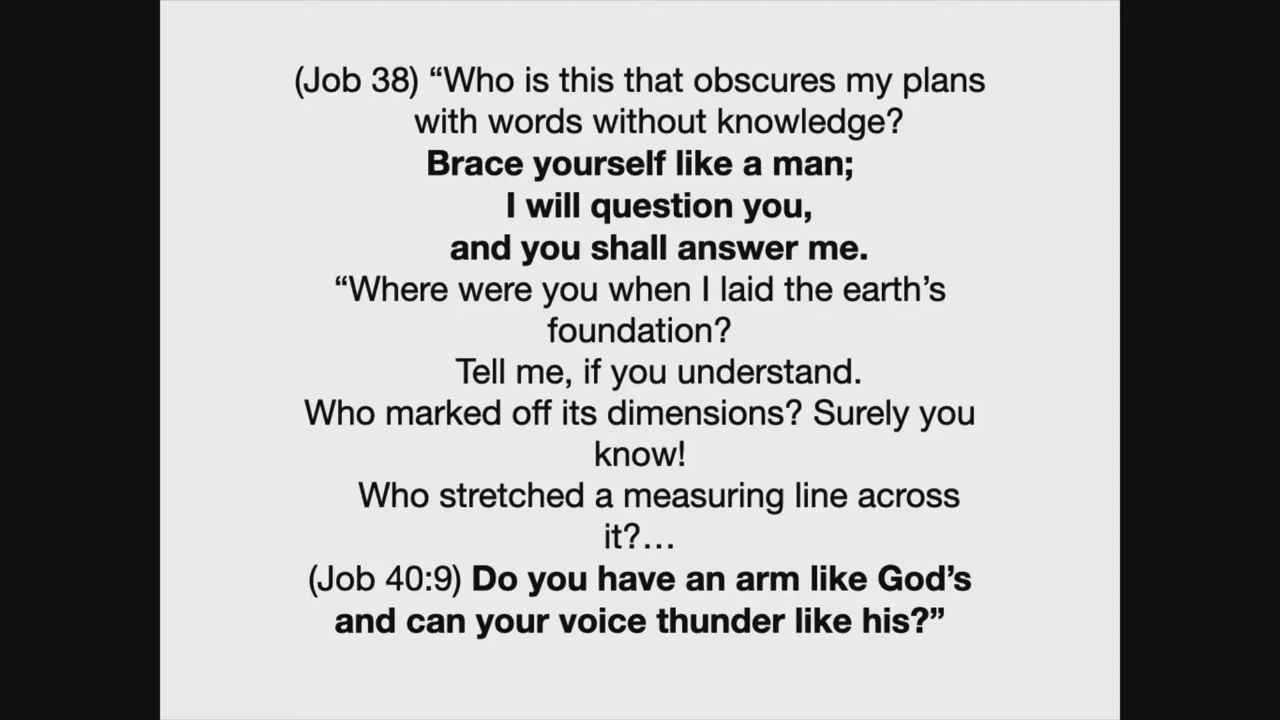 (Job 38) “Who is this that obscures my plans
with words without knowledge?
Brace yourself like a man;
I will question you,
and you shall answer me.
“Where were you when I laid the earth’s
foundation?
Tell me, if you understand.
Who marked off its dimensions? Surely you
know!
Who stretched a measuring line across
it?…
(Job 40:9) Do you have an arm like God’s
and can your voice thunder like his?”